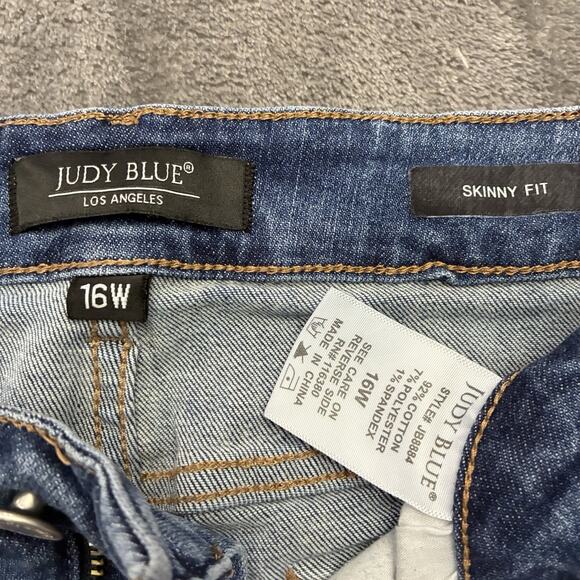 JUDY BLUE®
LOS ANGELES
SKINNY FIT
16W
JUDY BLUE®
STYLE# JB8884
92% COTTON
7% POLYESTER
1% SPANDEX
16W
SEE CARE ON
REVERSE SIDE
RN# 116380
MADE IN CHINA